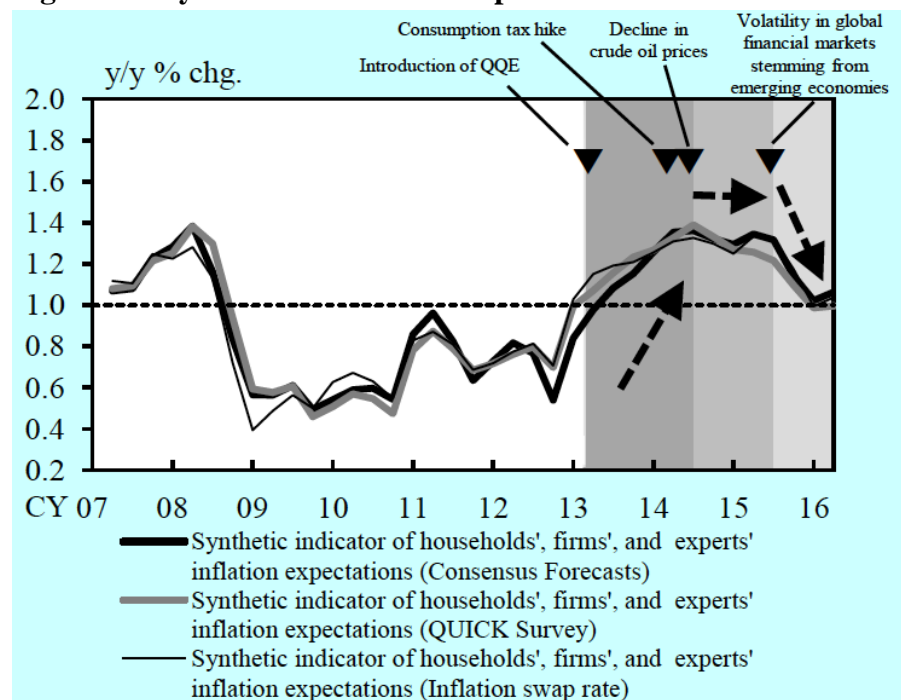 Consumption tax hike
Decline in
crude oil prices
Volatility in global
financial markets
stemming from
emerging economies
Introduction of QQE
y/y % chg.
2.0
1.8
1.6
1.4
1.2
1.0
0.8
0.6
0.4
0.2
CY 07 08 09 10 11 12 13 14 15 16
Synthetic indicator of households', firms', and experts'
inflation expectations (Consensus Forecasts)
Synthetic indicator of households', firms', and experts'
inflation expectations (QUICK Survey)
Synthetic indicator of households', firms', and experts'
inflation expectations (Inflation swap rate)